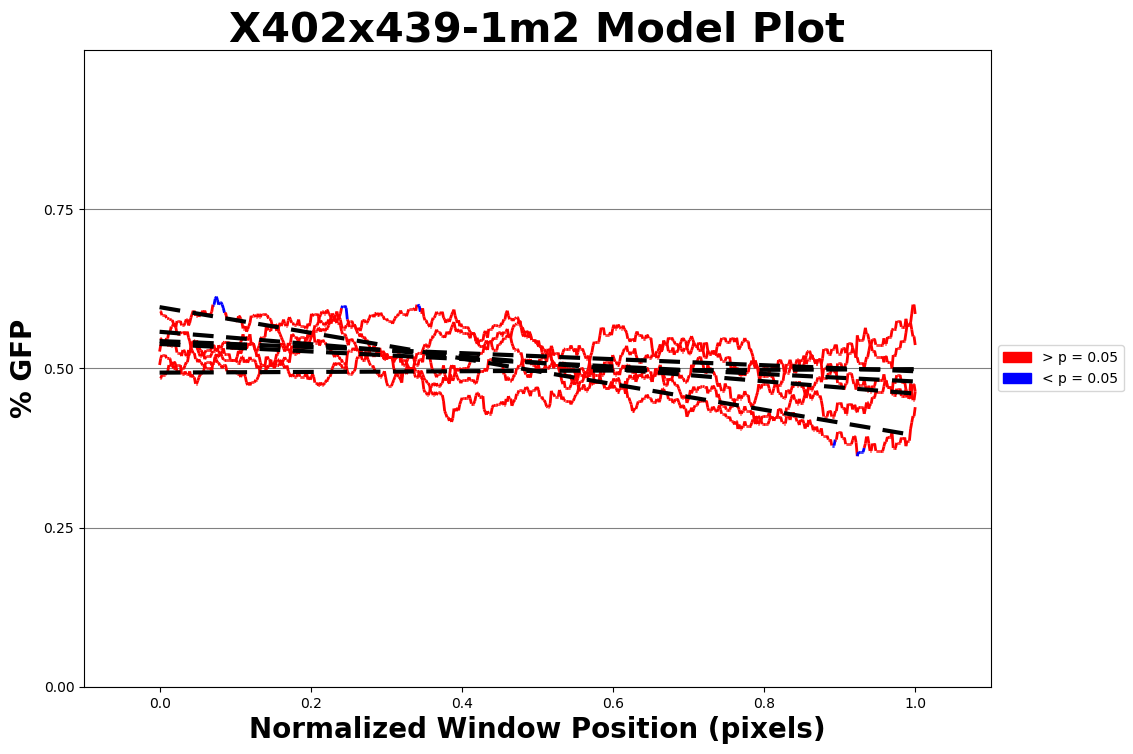 X402x439-1m2 Model Plot
% GFP
0.75
0.50
0.25
0.00
0.0 0.2 0.4 0.6 0.8 1.0
Normalized Window Position (pixels)
> p = 0.05
< p = 0.05